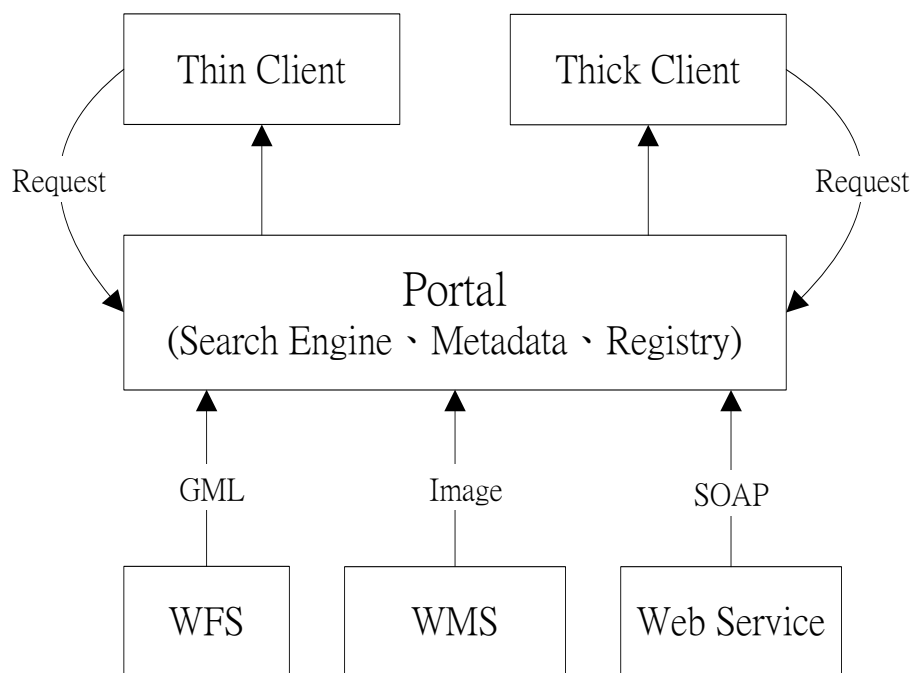 Thin Client
Thick Client
Request
Request
Portal
(Search Engine、Metadata、Registry)
GML
Image
SOAP
WFS
WMS
Web Service